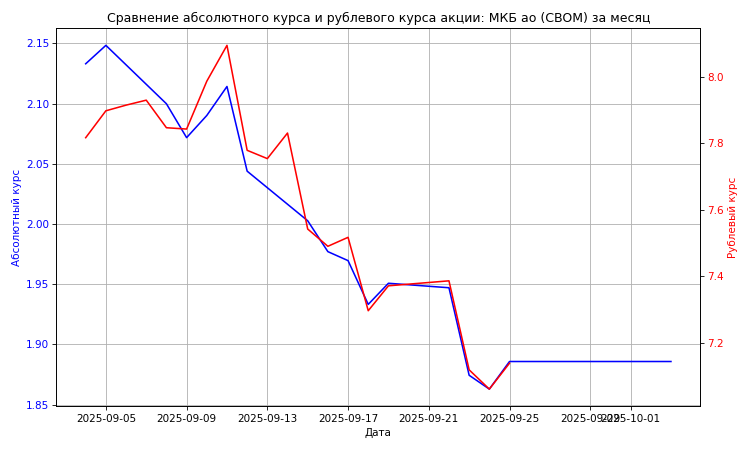 Сравнение абсолютного курса и рублевого курса акции: МКБ ао (CBOM) за месяц
2.15
2.10
2.05
2.00
1.95
1.90
1.85
Абсолютный курс
8.0
7.8
7.6
7.4
7.2
Рублевый курс
2025-09-05 2025-09-09 2025-09-13 2025-09-17 2025-09-21 2025-09-25 2025-09-29 2025-10-01
Дата